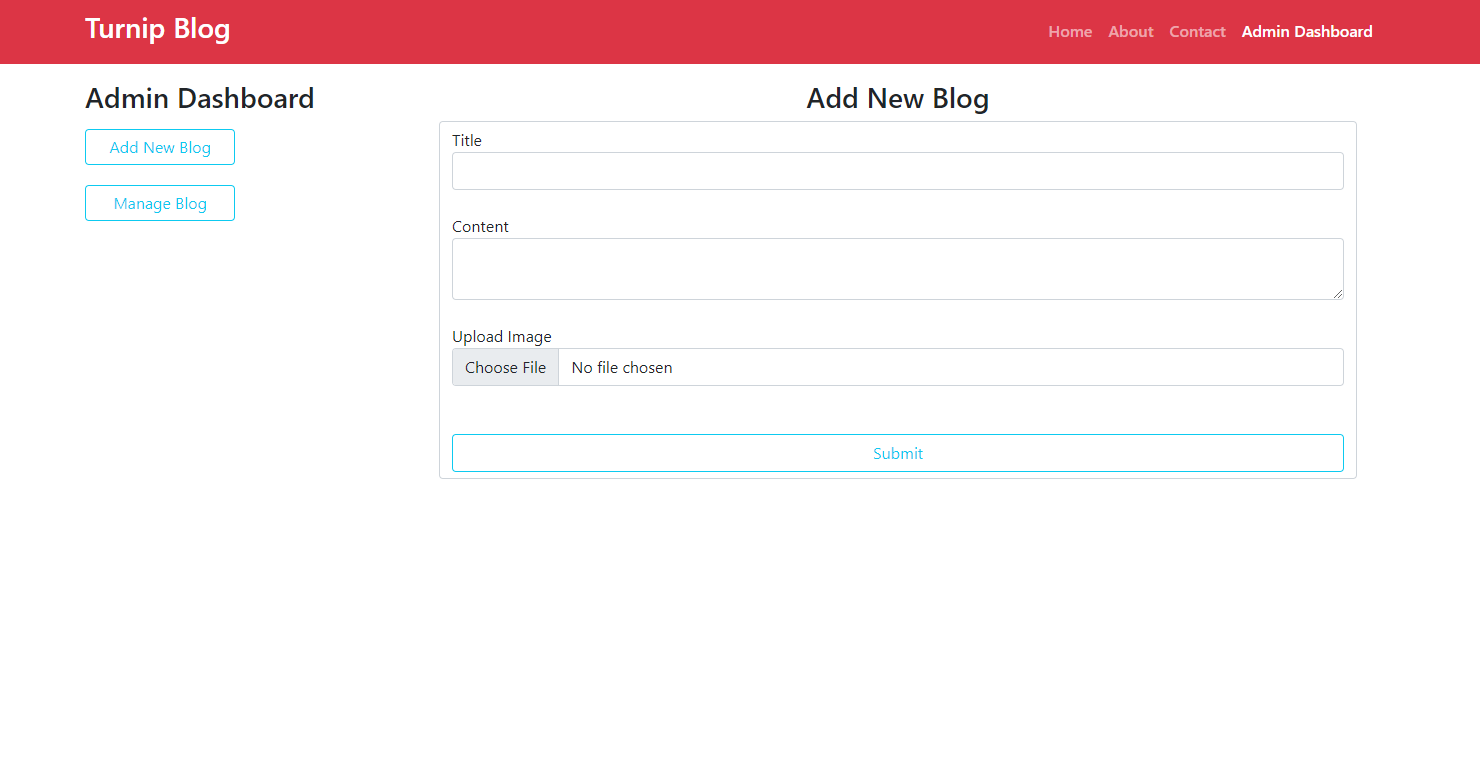 Turnip Blog
Home About Contact Admin Dashboard
Admin Dashboard
Add New Blog
Manage Blog
Add New Blog
Title
Content
Upload Image
Choose File No file chosen
Submit